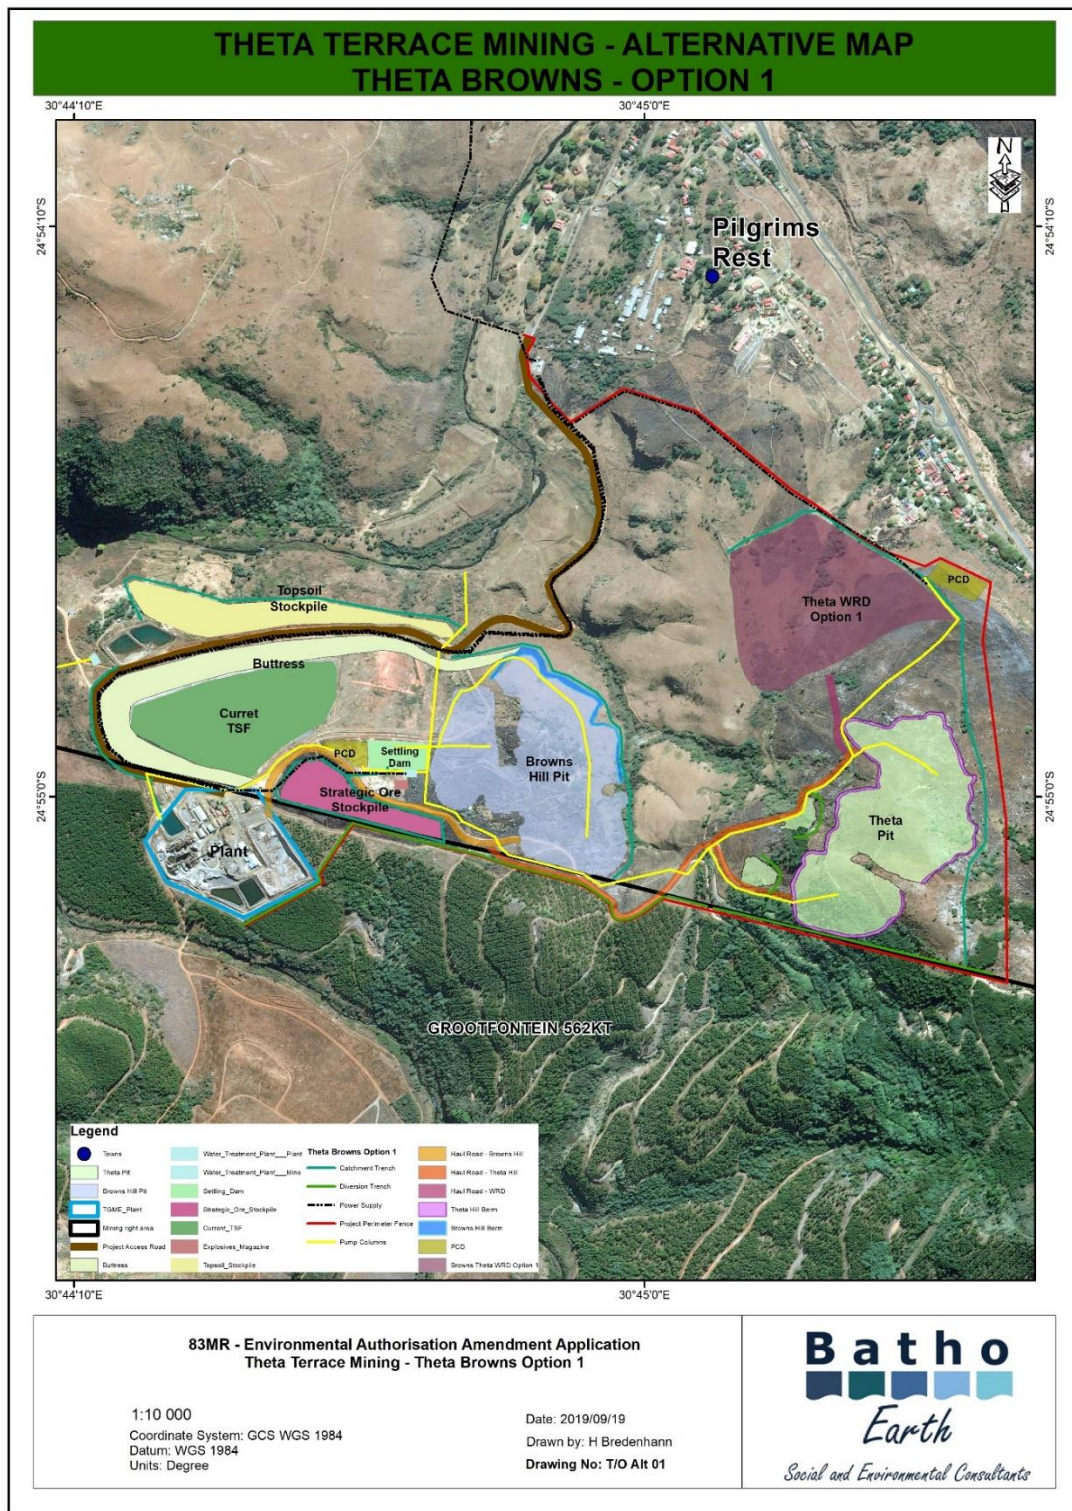 THETA TERRACE MINING - ALTERNATIVE MAP
THETA BROWNS - OPTION 1
30°44'10"E
30°45'0"E
N
24°54'10"S
24°54'10"S
Pilgrims
Rest
PCD
Theta WRD
Option 1
Topsoil
Stockpile
Buttress
Curret
TSF
PCD
Settling
Dam
Browns
Hill Pit
Strategic Ore
Stockpile
Theta
Pit
24°55'0"S
24°55'0"S
Plant
GROOTFONTEIN 562KT
Legend
Towns
Theta Pit
Browns Hill Pit
TGME_Plant
Mining right area
Project Access Road
Buttress
Water_Treatment_Plant___Plant
Water_Treatment_Plant___Mine
Settling_Dam
Strategic_Ore_Stockpile
Current_TSF
Explosives_Magazine
Topsoil_Stockpile
Theta Browns Option 1
Catchment Trench
Diversion Trench
Power Supply
Project Perimeter Fence
Pump Columns
Haul Road - Browns Hill
Haul Road - Theta Hill
Haul Road - WRD
Theta Hill Berm
Browns Hill Berm
PCD
Browns Theta WRD Option 1
30°44'10"E
30°45'0"E
83MR - Environmental Authorisation Amendment Application
Theta Terrace Mining - Theta Browns Option 1
1:10 000
Coordinate System: GCS WGS 1984
Datum: WGS 1984
Units: Degree
Date: 2019/09/19
Drawn by: H Bredenhann
Drawing No: T/O Alt 01
Batho
Earth
Social and Environmental Consultants